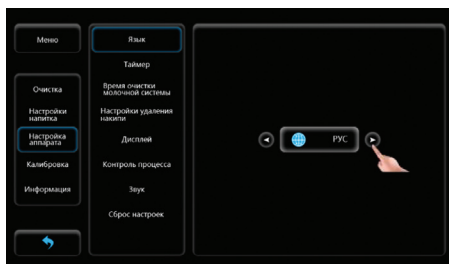 Меню
Очистка
Настройки
напитка
Настройка
аппарата
Калибровка
Информация
Язык
Таймер
Время очистки
молочной системы
Настройки удаления
накипи
Дисплей
Контроль процесса
Звук
Сброс настроек
РУС